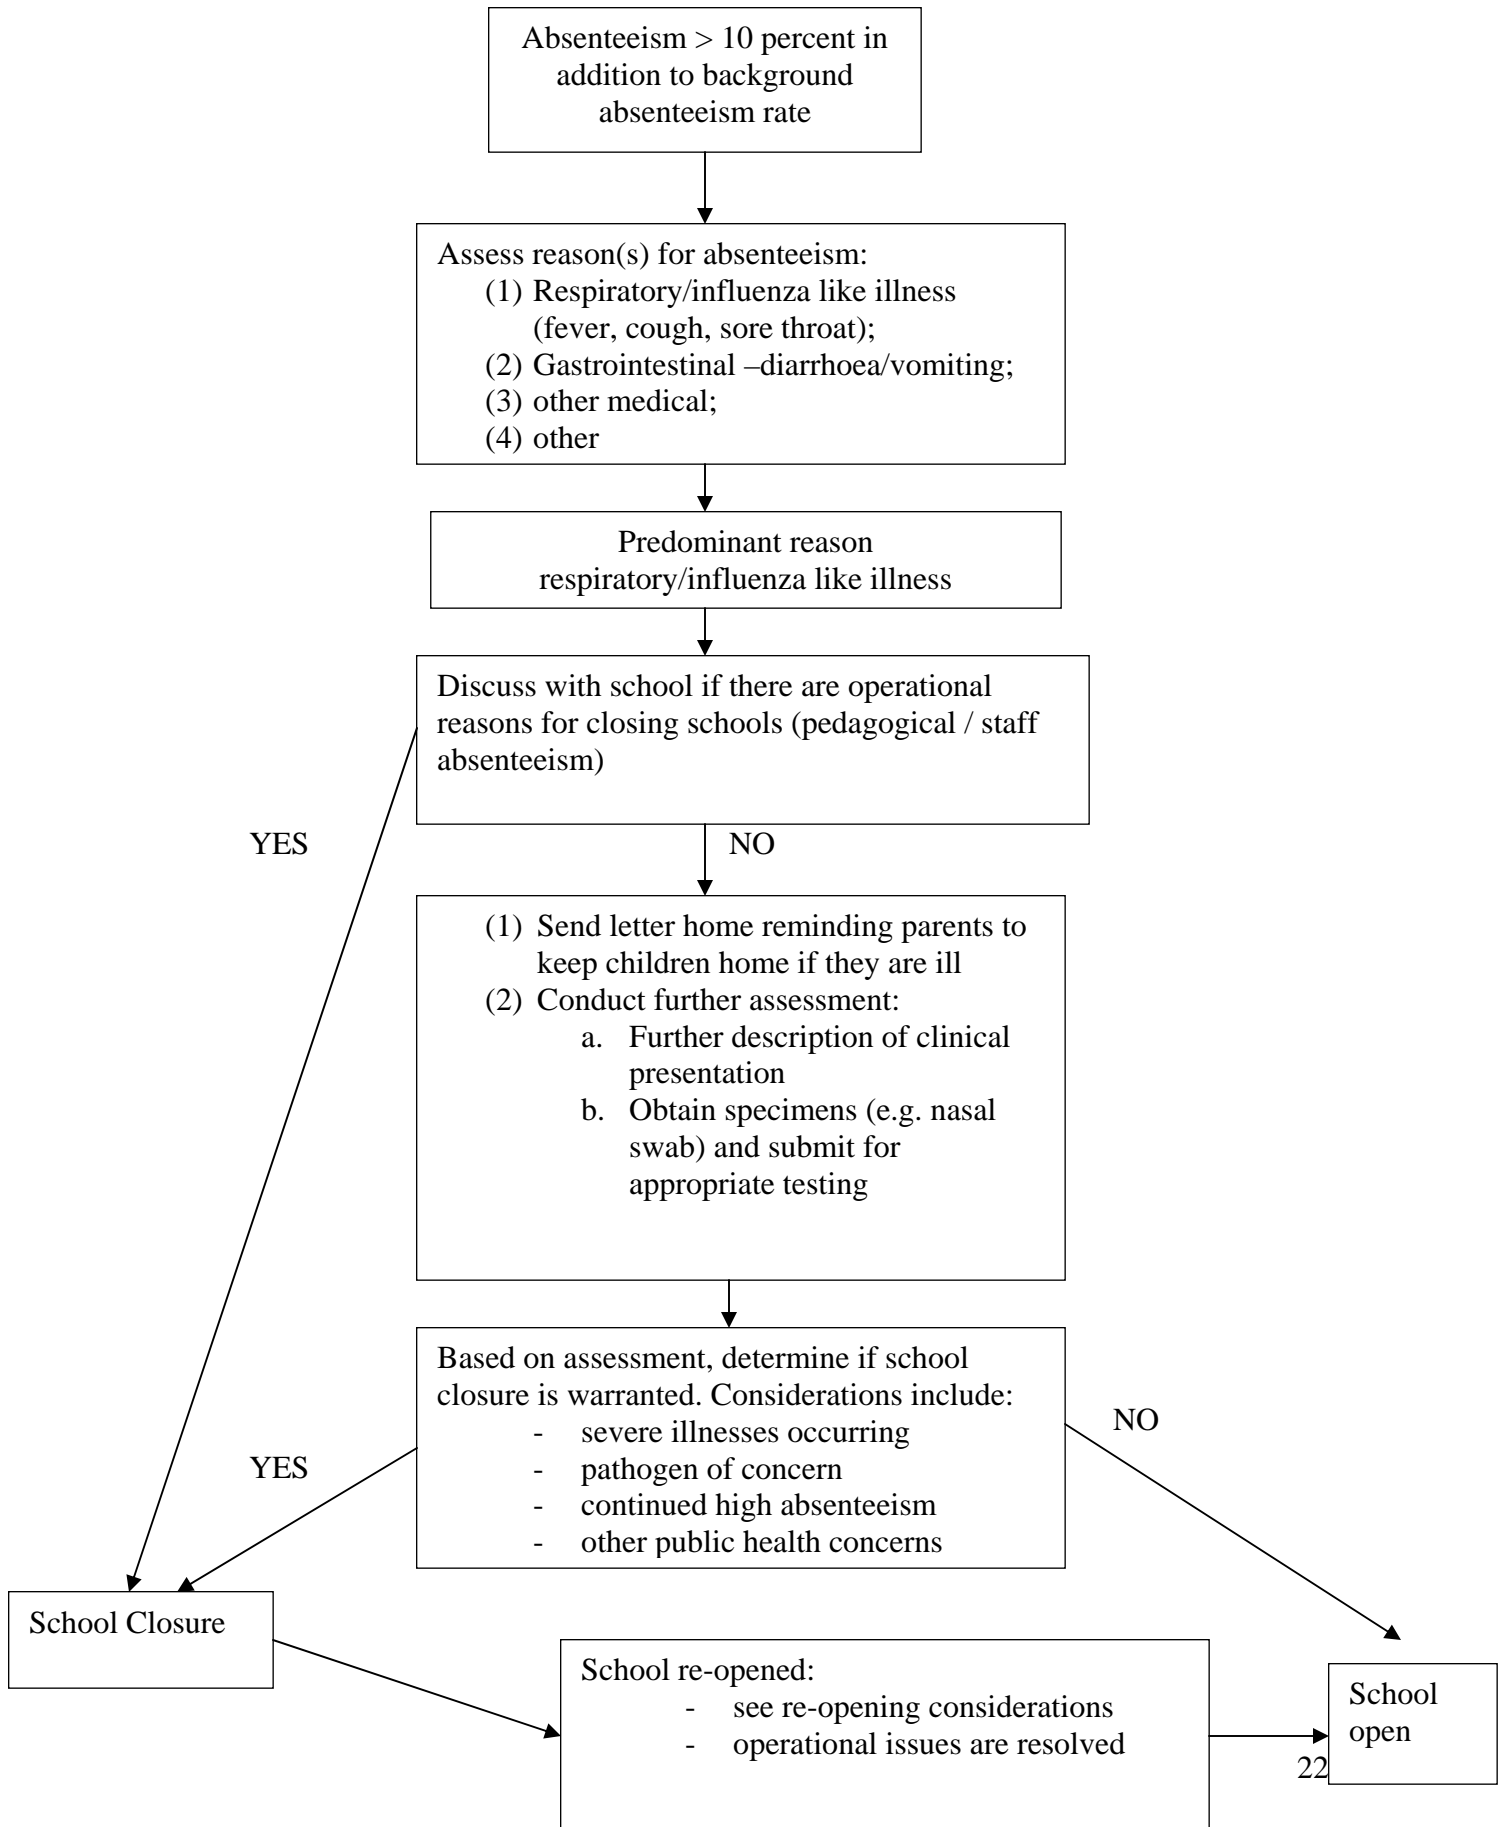 Absenteeism > 10 percent in
addition to background
absenteeism rate
Assess reason(s) for absenteeism:
(1) Respiratory/influenza like illness
(fever, cough, sore throat);
(2) Gastrointestinal –diarrhoea/vomiting;
(3) other medical;
(4) other
Predominant reason
respiratory/influenza like illness
Discuss with school if there are operational
reasons for closing schools (pedagogical / staff
absenteeism)
YES
NO
(1) Send letter home reminding parents to
keep children home if they are ill
(2) Conduct further assessment:
a. Further description of clinical
presentation
b. Obtain specimens (e.g. nasal
swab) and submit for
appropriate testing
Based on assessment, determine if school
closure is warranted. Considerations include:
- severe illnesses occurring
- pathogen of concern
- continued high absenteeism
- other public health concerns
YES
NO
School Closure
School re-opened:
- see re-opening considerations
- operational issues are resolved
School
open
22